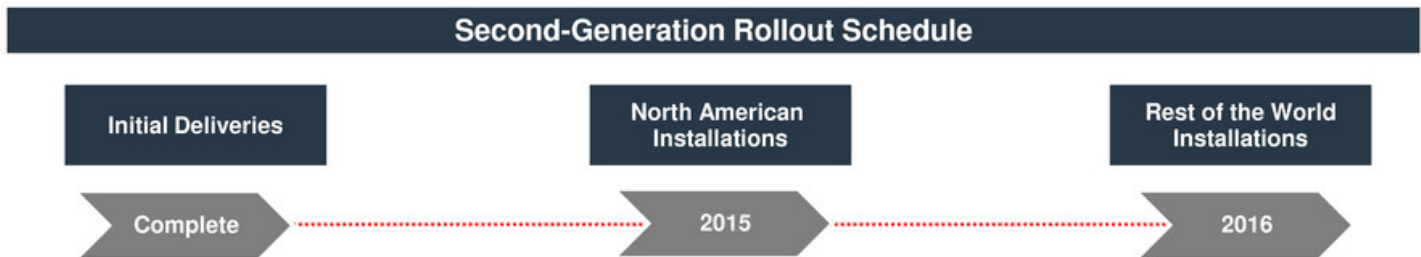 Second-Generation Rollout Schedule
Initial Deliveries
North American
Installations
Rest of the World
Installations
Complete
2015
2016